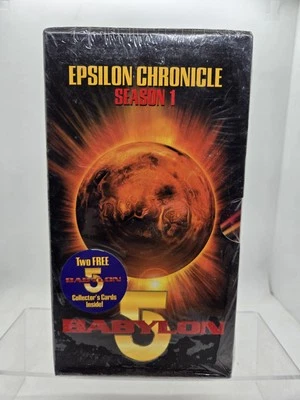 EPSILON CHRONICLE
SEASON 1
Two FREE
5
BABYLON
Collector's Cards
Inside!
5
BABYLON